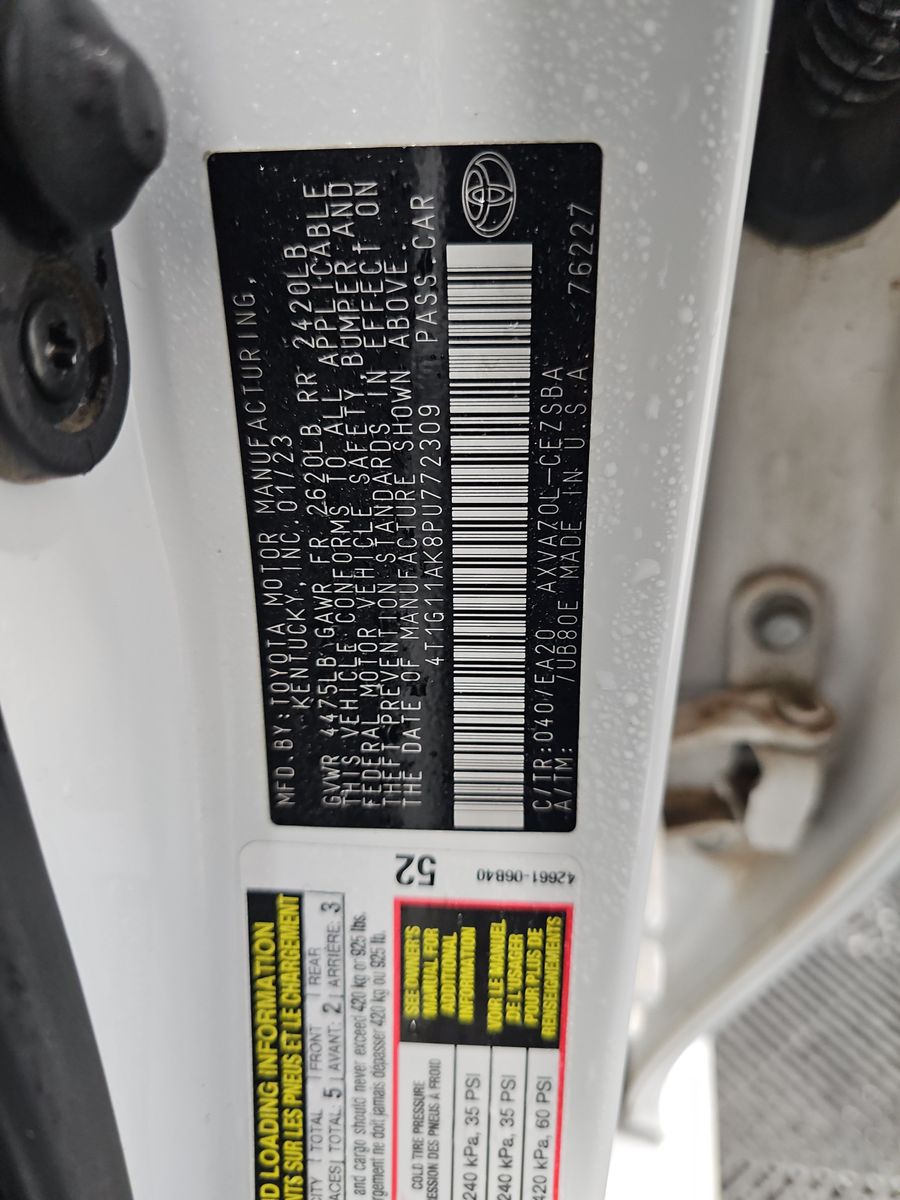 MFD.BY:TOYOTA MOTOR MANUFACTURING,
KENTUCKY, INC. 01/23
GVWR 4475LB GAWR FR 2620LB RR 2420LB
THIS VEHICLE CONFORMS TO ALL APPLICABLE
FEDERAL MOTOR VEHICLE SAFETY, BUMPER AND
THEFT PREVENTION STANDARDS IN EFFECT ON
THE DATE OF MANUFACTURE SHOWN ABOVE.
4T1G11AK8PU772309 PASS.CAR
C/TR:040 /EA20 AXVA70L-CEZSBA
A/TM: /UB80E MADE IN U.S.A. 76227
52
42661-06840
LOADING INFORMATION
SUR LES PNEUS ET LE CHARGEMENT
TOTAL FRONT REAR
TOTAL: 5 AVANT: 2 ARRIÈRE: 3
and cargo should never exceed 420 kg or 925 lbs.
ne doit jamais dépasser 420 kg ou 925 lb.
COLD TIRE PRESSURE
DES PNEUS À FROID
240 kPa, 35 PSI
240 kPa, 35 PSI
420 kPa, 60 PSI
SEE OWNER'S
MANUAL FOR
ADDITIONAL
INFORMATION
VOIR LE MANUEL
DE L'USAGER
POUR PLUS DE
RENSEIGNEMENTS